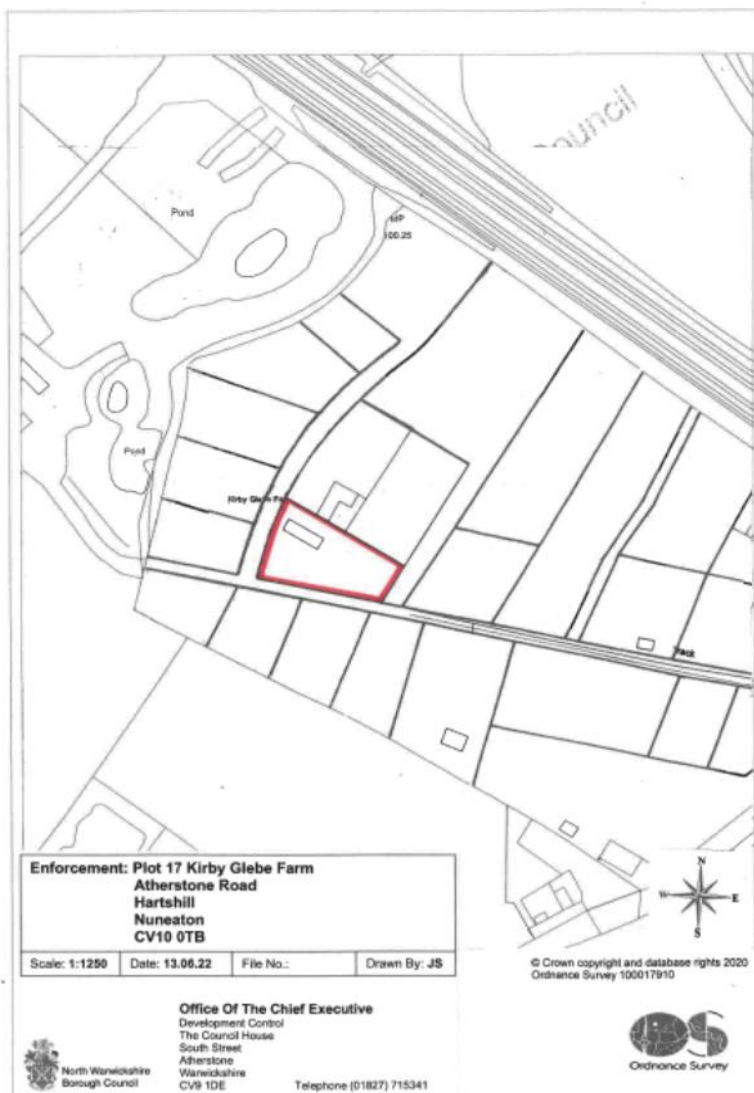 Council
Pond
MP
100.25
Pond
Kirby Glebe Fa
Track
Enforcement: Plot 17 Kirby Glebe Farm
Atherstone Road
Hartshill
Nuneaton
CV10 0TB
Scale: 1:1250 Date: 13.06.22 File No.: Drawn By: JS
N
W E
S
© Crown copyright and database rights 2020
Ordnance Survey 100017910
Office Of The Chief Executive
Development Control
The Council House
South Street
Atherstone
Warwickshire
CV9 1DE Telephone (01827) 715341
North Warwickshire
Borough Council
OS
Ordnance Survey